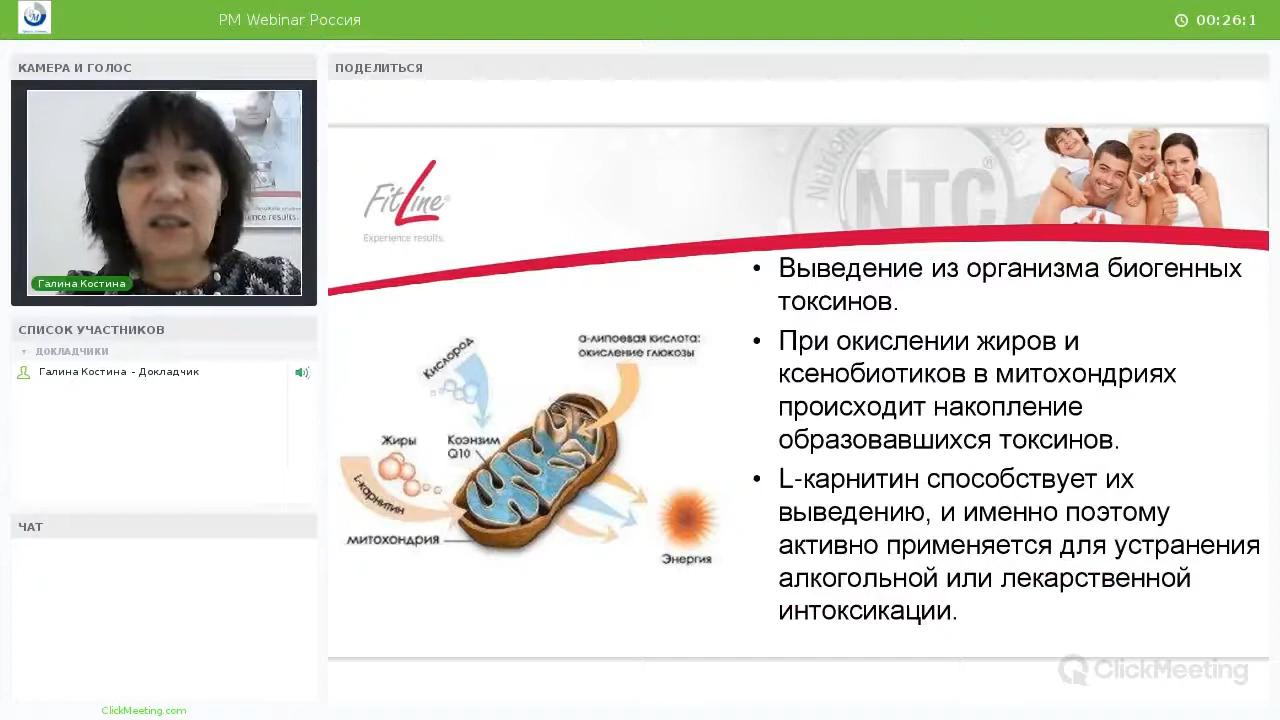 PM Webinar Россия
00:26:1
КАМЕРА И ГОЛОС
ence results.
Галина Костина
СПИСОК УЧАСТНИКОВ
ДОКЛАДЧИКИ
Галина Костина - Докладчик
ЧАТ
ClickMeeting.com
ПОДЕЛИТЬСЯ
FitLine®
Experience results.
NTC®
• Выведение из организма биогенных
токсинов.
• При окислении жиров и
ксенобиотиков в митохондриях
происходит накопление
образовавшихся токсинов.
• L-карнитин способствует их
выведению, и именно поэтому
активно применяется для устранения
алкогольной или лекарственной
интоксикации.
Кислород
α-липоевая кислота:
окисление глюкозы
Жиры
Коэнзим
Q10
L-карнитин
митохондрия
Энергия
ClickMeeting